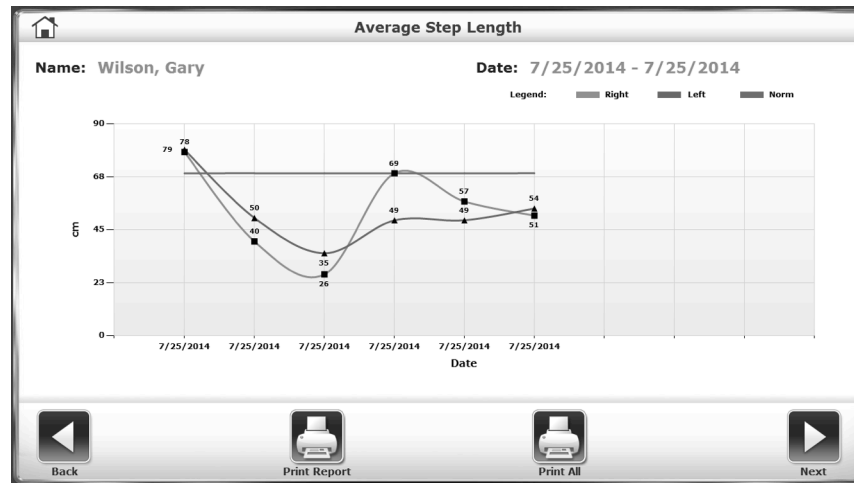 Average Step Length
Name: Wilson, Gary
Date: 7/25/2014 - 7/25/2014
Legend: Right Left Norm
90
68
45
23
0
cm
79 78
50
40
35
26
69
49
57
49
54
51
7/25/2014 7/25/2014 7/25/2014 7/25/2014 7/25/2014 7/25/2014
Date
Back Print Report Print All Next